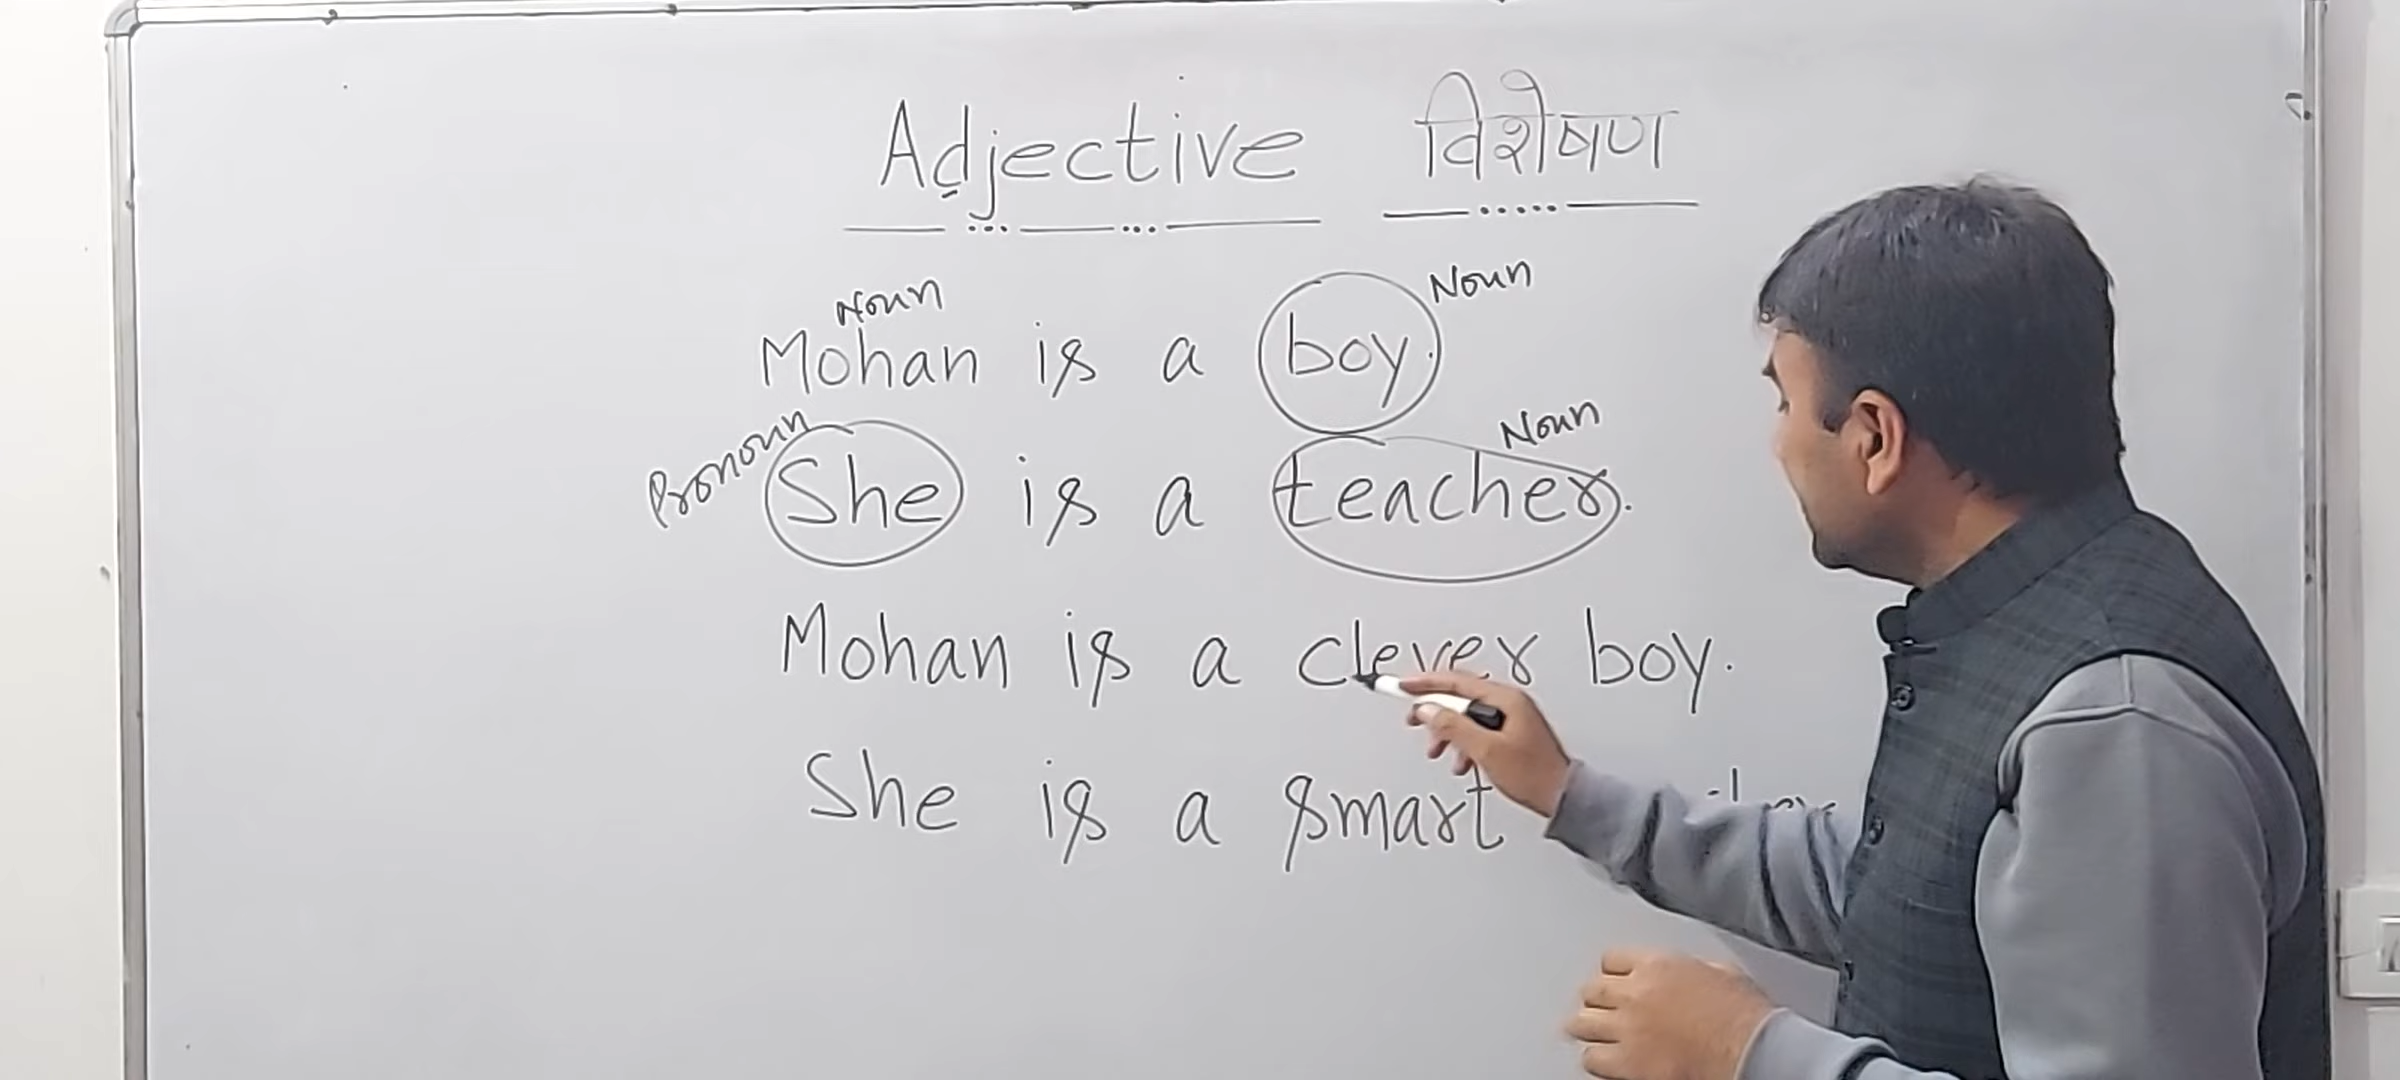 Adjective विशेषण
Noun Noun
Mohan is a boy.
Pronoun Noun
She is a teacher.
Mohan is a clever boy.
She is a smart